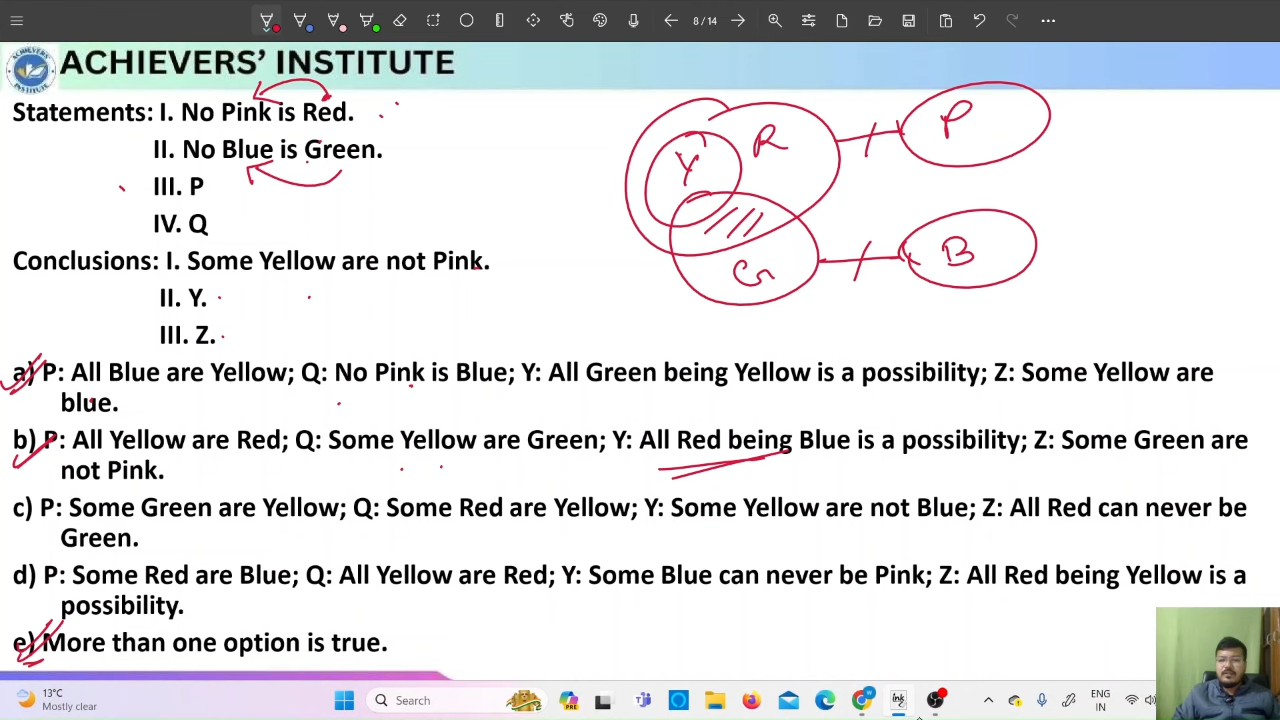 8 / 14
ACHIEVERS' INSTITUTE
Statements: I. No Pink is Red.
II. No Blue is Green.
III. P
IV. Q
Conclusions: I. Some Yellow are not Pink.
II. Y.
III. Z.
Y R P
G B
a) P: All Blue are Yellow; Q: No Pink is Blue; Y: All Green being Yellow is a possibility; Z: Some Yellow are
blue.
b) P: All Yellow are Red; Q: Some Yellow are Green; Y: All Red being Blue is a possibility; Z: Some Green are
not Pink.
c) P: Some Green are Yellow; Q: Some Red are Yellow; Y: Some Yellow are not Blue; Z: All Red can never be
Green.
d) P: Some Red are Blue; Q: All Yellow are Red; Y: Some Blue can never be Pink; Z: All Red being Yellow is a
possibility.
e) More than one option is true.
13°C
Mostly clear
Search
ENG
IN